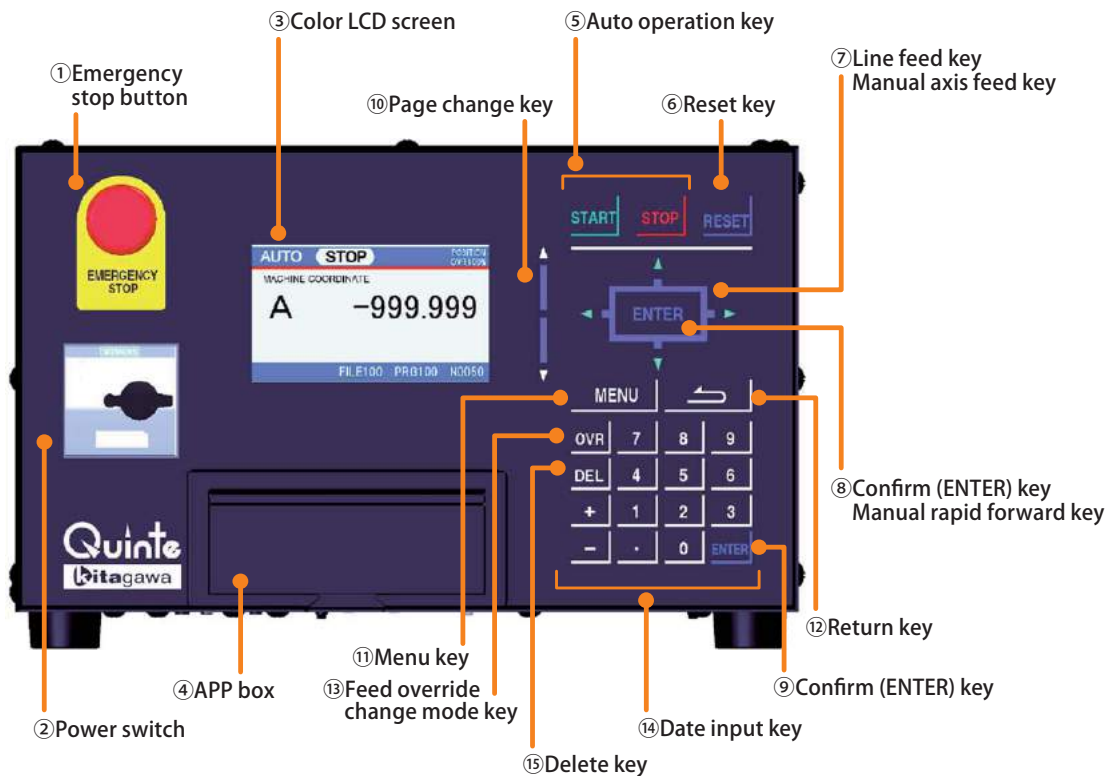 ③Color LCD screen
⑤Auto operation key
⑦Line feed key
Manual axis feed key
①Emergency
stop button
⑩Page change key
⑥Reset key
START STOP RESET
EMERGENCY
STOP
AUTO STOP POSITION
MACHINE COORDINATE
A -999.999
FILE100 PRG100 N0050
ENTER
MENU
OVR 7 8 9
DEL 4 5 6
+ 1 2 3
- . 0 ENTER
⑧Confirm (ENTER) key
Manual rapid forward key
Quinte
kitagawa
⑫Return key
⑪Menu key
④APP box
⑬Feed override
change mode key
⑨Confirm (ENTER) key
②Power switch
⑭Date input key
⑮Delete key